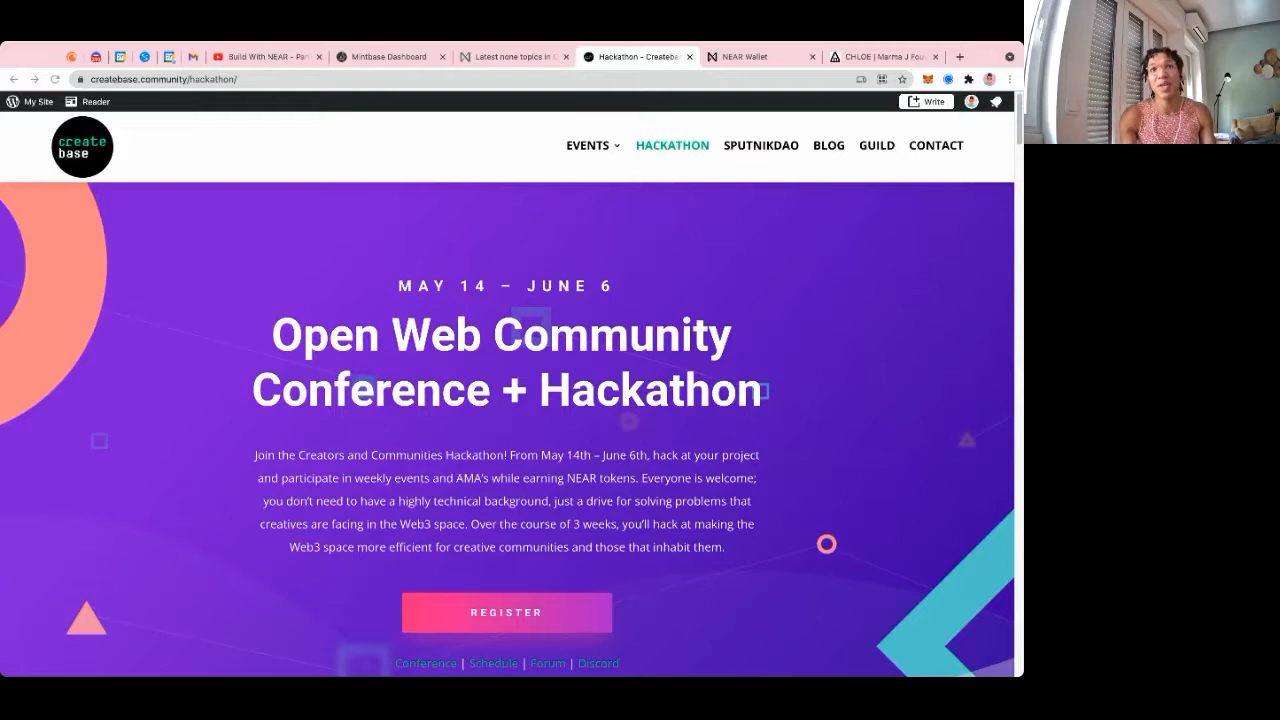 Build With NEAR - Par
Mintbase Dashboard
Latest none topics in C
Hackathon - Createbas
NEAR Wallet
CHLOE | Marma J Fou
createbase.community/hackathon/
My Site
Reader
Write
create
base
EVENTS
HACKATHON
SPUTNIKDAO
BLOG
GUILD
CONTACT
MAY 14 – JUNE 6
Open Web Community
Conference + Hackathon
Join the Creators and Communities Hackathon! From May 14th – June 6th, hack at your project
and participate in weekly events and AMA's while earning NEAR tokens. Everyone is welcome;
you don't need to have a highly technical background, just a drive for solving problems that
creatives are facing in the Web3 space. Over the course of 3 weeks, you'll hack at making the
Web3 space more efficient for creative communities and those that inhabit them.
REGISTER
Conference | Schedule | Forum | Discord